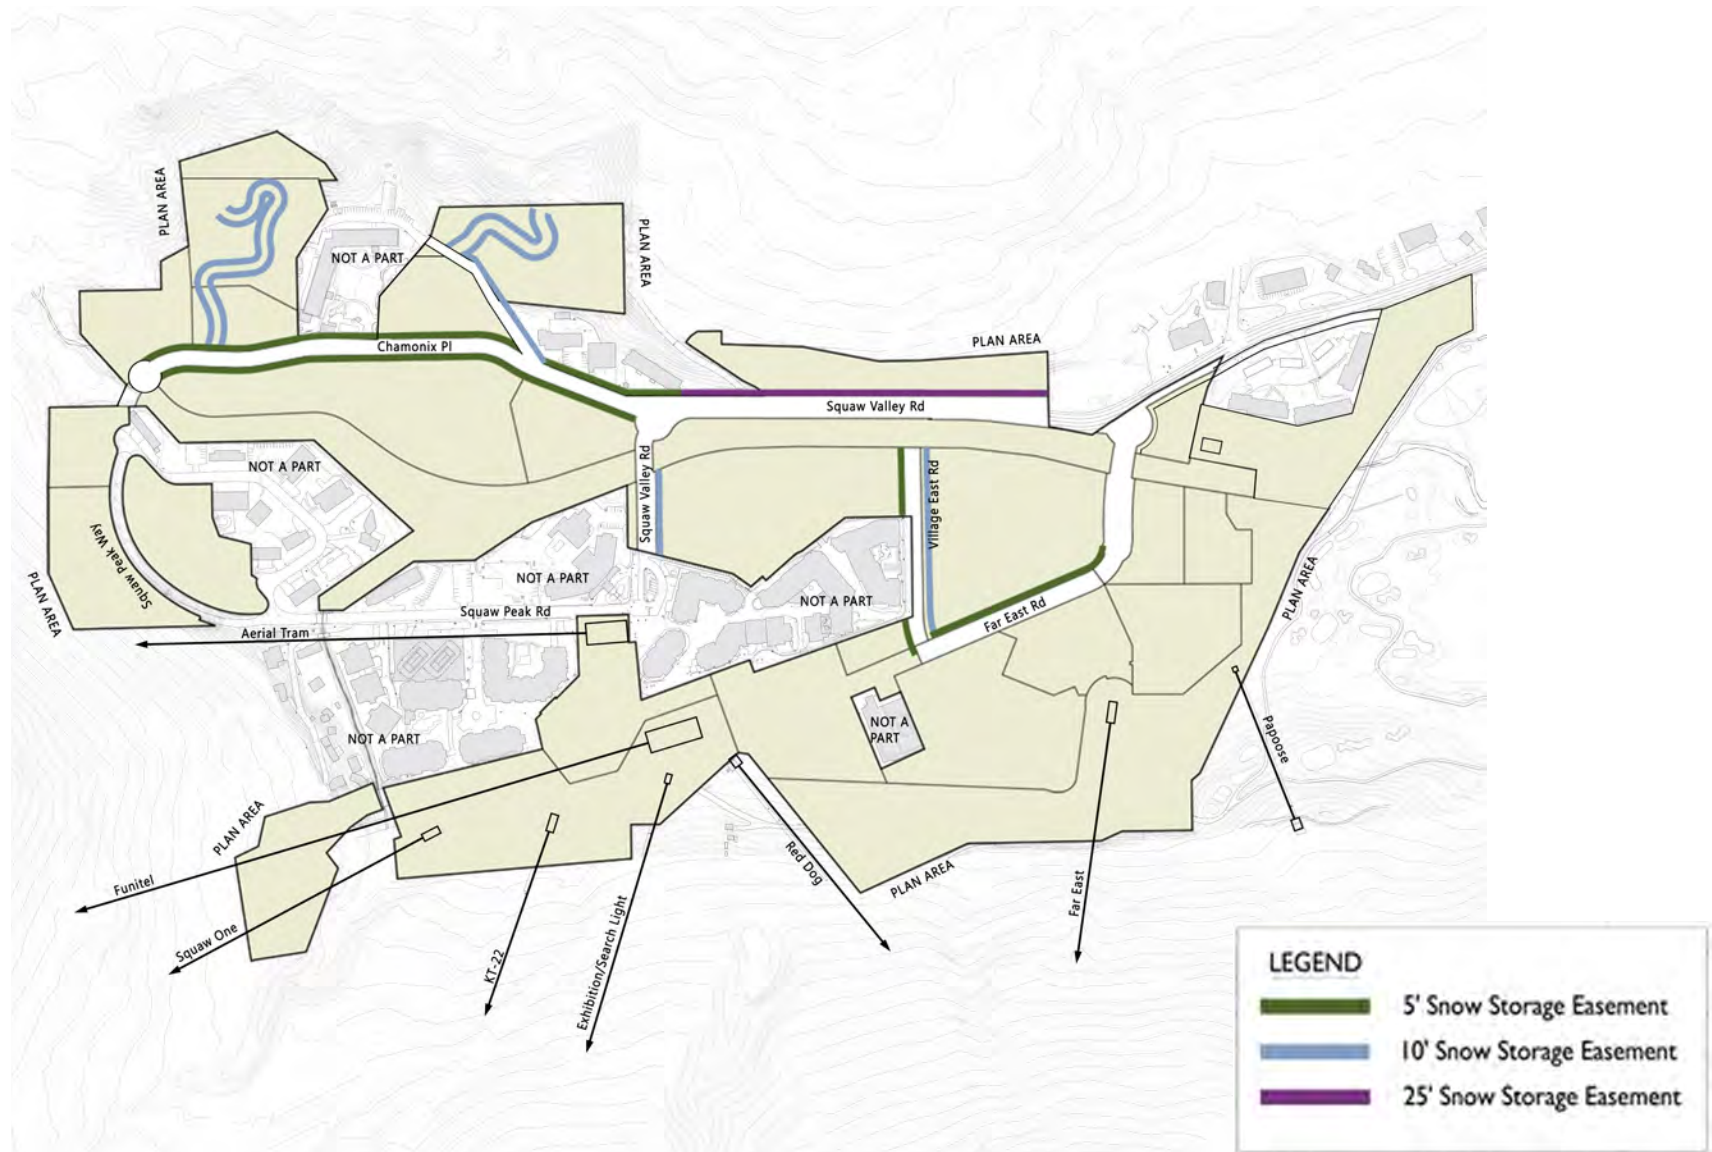 PLAN AREA
NOT A PART
PLAN AREA
Chamonix Pl
PLAN AREA
Squaw Valley Rd
NOT A PART
Squaw Valley Rd
Village East Rd
Squaw Peak Way
PLAN AREA
NOT A PART
NOT A PART
Squaw Peak Rd
Far East Rd
PLAN AREA
Aerial Tram
NOT A PART
NOT A
PART
Papoose
PLAN AREA
Funitel
Squaw One
KT-22
Exhibition/Search Light
Red Dog
PLAN AREA
Far East
LEGEND
5' Snow Storage Easement
10' Snow Storage Easement
25' Snow Storage Easement